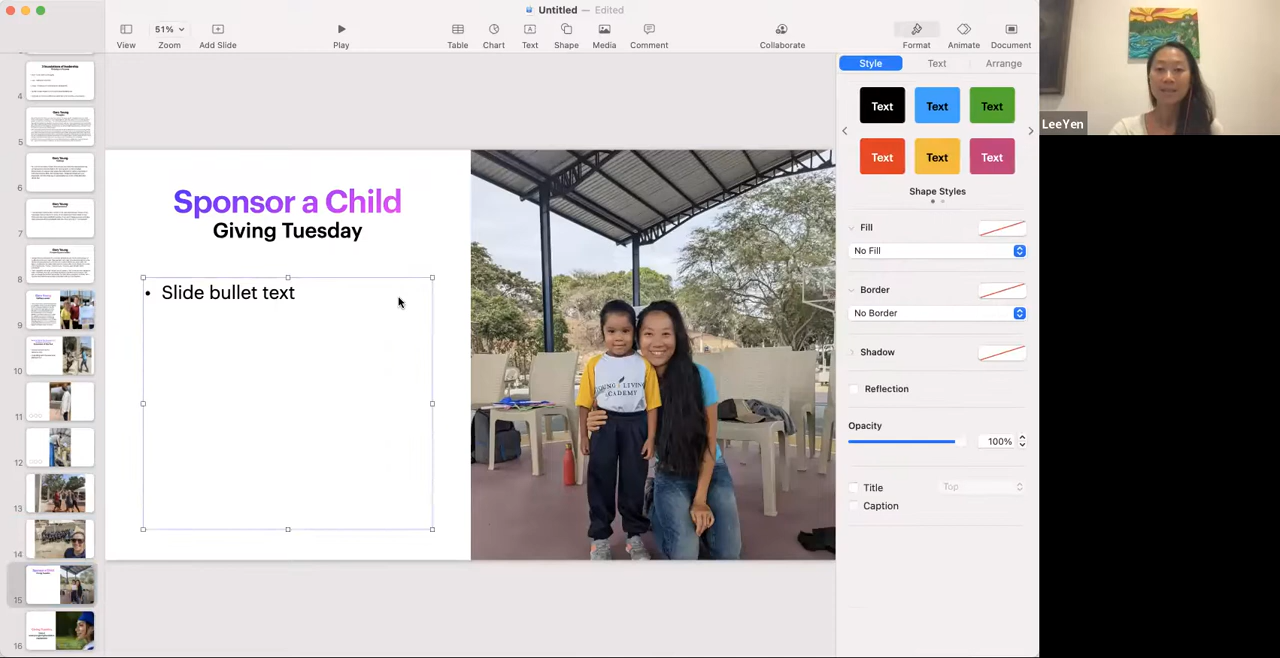 Untitled — Edited
51%
View
Zoom
Add Slide
Play
Table
Chart
Text
Shape
Media
Comment
Collaborate
Format
Animate
Document
Style
Text
Arrange
Text
Text
Text
Text
Text
Text
Shape Styles
Fill
No Fill
Border
No Border
Shadow
Reflection
Opacity
100%
Title
Top
Caption
4
5
6
7
8
9
10
11
12
13
14
15
16
Sponsor a Child
Giving Tuesday
• Slide bullet text
LeeYen